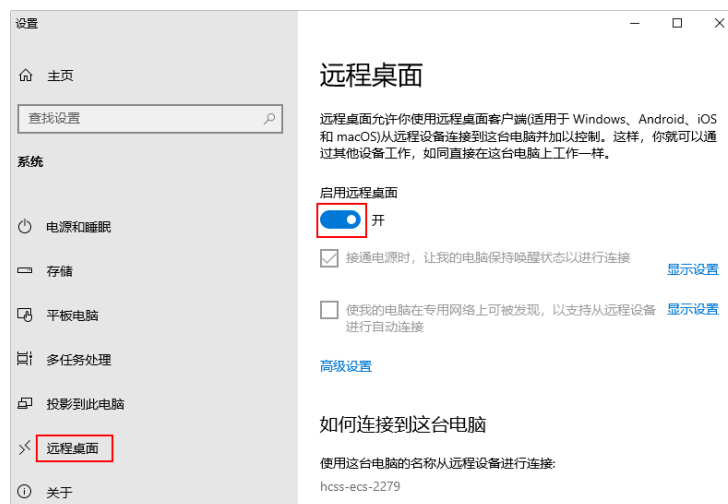 设置
主页
查找设置
系统
电源和睡眠
存储
平板电脑
多任务处理
投影到此电脑
远程桌面
关于
远程桌面
远程桌面允许你使用远程桌面客户端(适用于 Windows、Android、iOS
和 macOS)从远程设备连接到这台电脑并加以控制。这样，你就可以通
过其他设备工作，如同直接在这台电脑上工作一样。
启用远程桌面
开
接通电源时，让我的电脑保持唤醒状态以进行连接
显示设置
使我的电脑在专用网络上可被发现，以支持从远程设备
进行自动连接
显示设置
高级设置
如何连接到这台电脑
使用这台电脑的名称从远程设备进行连接:
hcss-ecs-2279